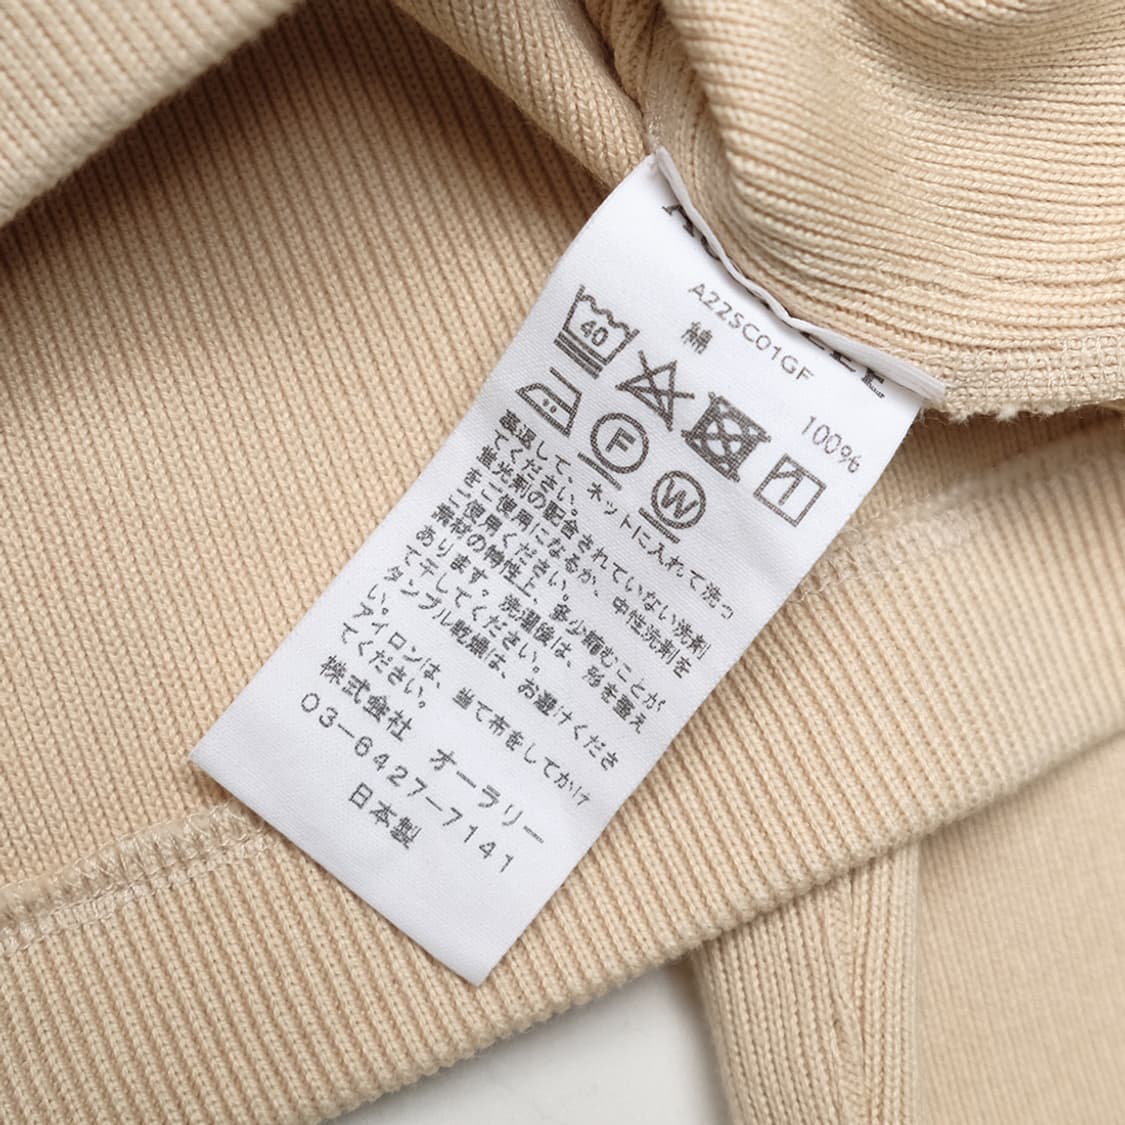 A22SC01GF
綿 100%
40
F
W
裏返して、ネットに入れて洗っ
てください。
蛍光剤の配合されていない洗剤
をご使用になるか、中性洗剤を
ご使用ください。
素材の特性上、多少縮むことが
あります。洗濯後は、形を整え
て干してください。
タンブル乾燥は、お避けくださ
い。
アイロンは、当て布をしてかけ
てください。
株式会社 オーラリー
03−6427−7141
日本製